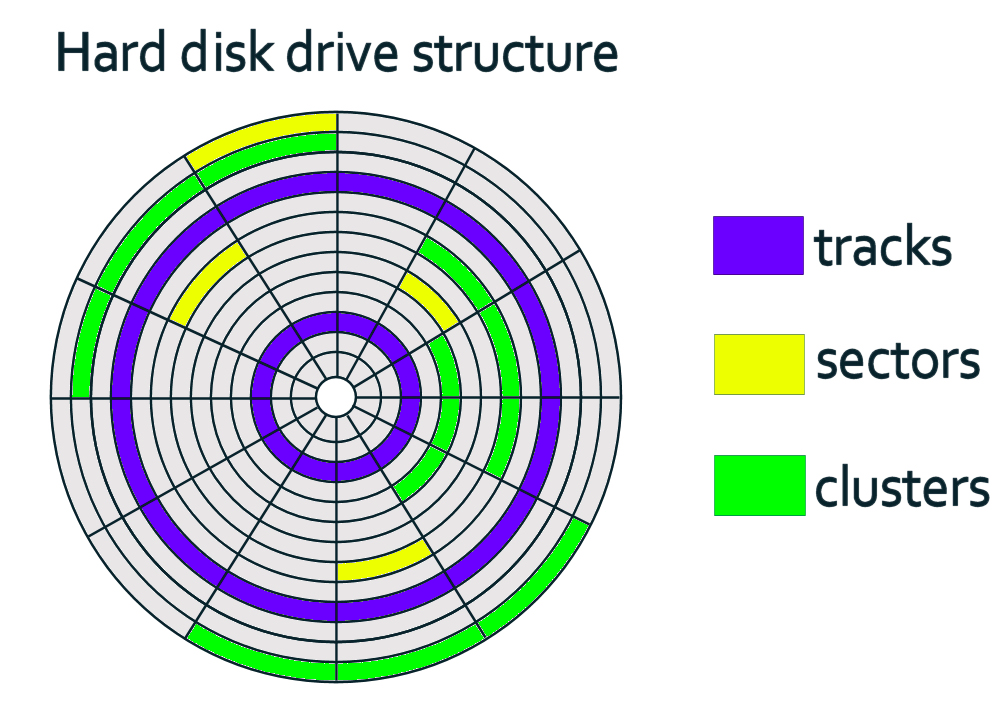 Hard disk drive structure
tracks
sectors
clusters